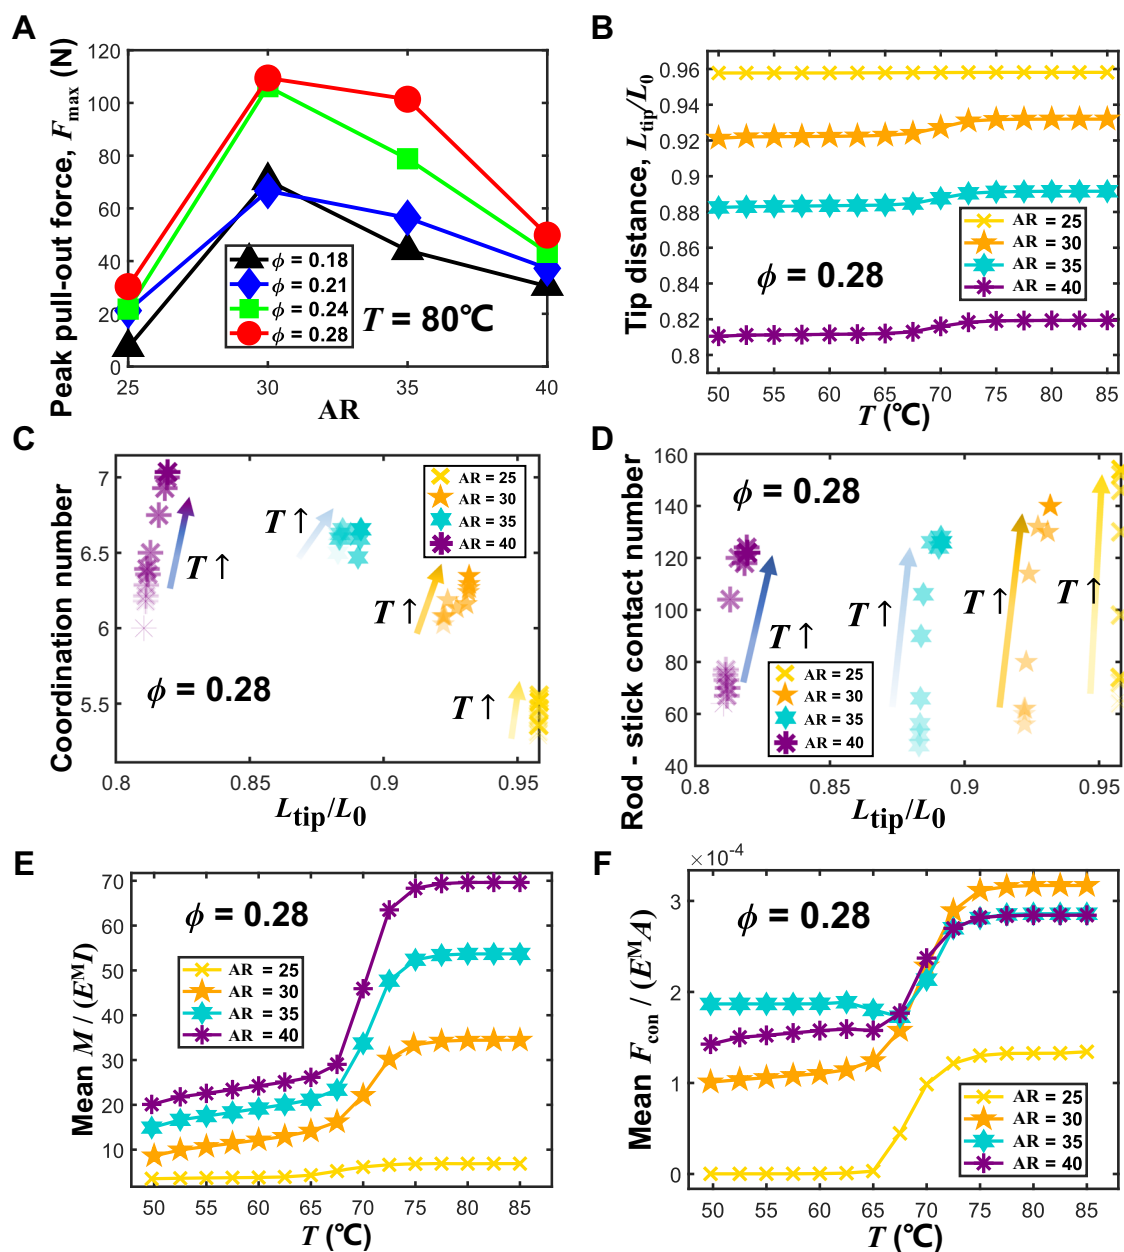 A
Peak pull-out force, Fmax (N)
120
100
80
60
40
20
0
ϕ = 0.18
ϕ = 0.21
ϕ = 0.24
ϕ = 0.28
T = 80℃
25 30 35 40
AR
B
Tip distance, Ltip/L0
0.96
0.94
0.92
0.9
0.88
0.86
0.84
0.82
0.8
AR = 25
AR = 30
AR = 35
AR = 40
ϕ = 0.28
50 55 60 65 70 75 80 85
T (℃)
C
Coordination number
7
6.5
6
5.5
AR = 25
AR = 30
AR = 35
AR = 40
T ↑
T ↑
T ↑
T ↑
ϕ = 0.28
0.8 0.85 0.9 0.95
Ltip/L0
D
Rod - stick contact number
160
140
120
100
80
60
40
ϕ = 0.28
T ↑
T ↑
T ↑
T ↑
AR = 25
AR = 30
AR = 35
AR = 40
0.8 0.85 0.9 0.95
Ltip/L0
E
Mean M / (EᴹI)
70
60
50
40
30
20
10
ϕ = 0.28
AR = 25
AR = 30
AR = 35
AR = 40
50 55 60 65 70 75 80 85
T (℃)
F
×10⁻⁴
Mean Fcon / (EᴹA)
3
2
1
0
ϕ = 0.28
AR = 25
AR = 30
AR = 35
AR = 40
50 55 60 65 70 75 80 85
T (℃)